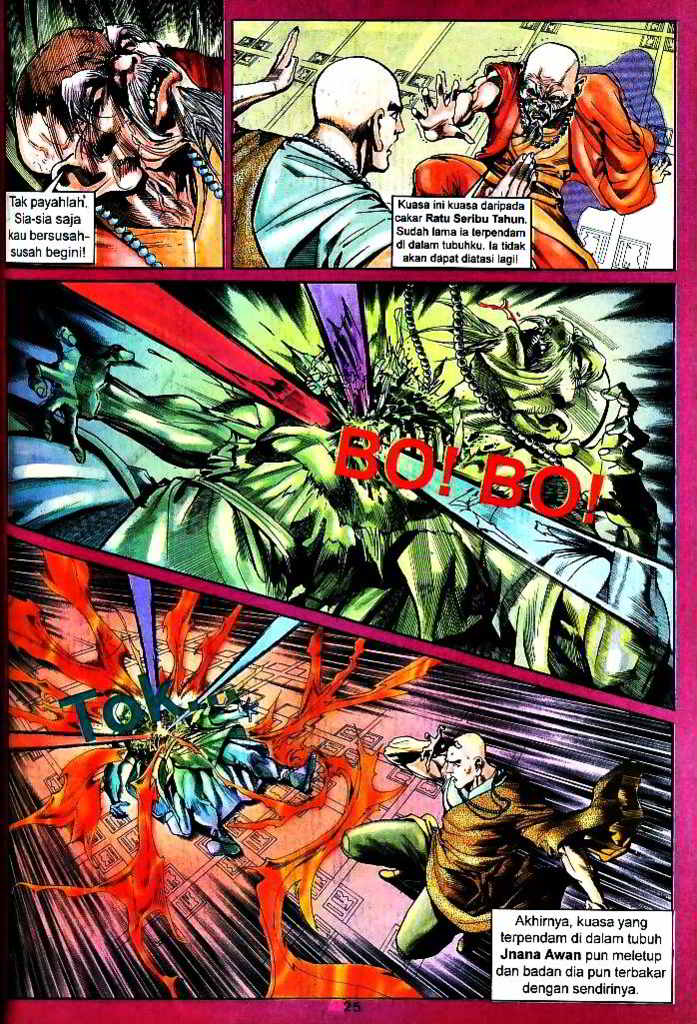 Tak payahlah.
Sia-sia saja
kau bersusah-
susah begini!
Kuasa ini kuasa daripada
cakar Ratu Seribu Tahun.
Sudah lama ia terpendam
di dalam tubuhku. Ia tidak
akan dapat diatasi lagi!
BO! BO!
Tok...
Akhirnya, kuasa yang
terpendam di dalam tubuh
Jnana Awan pun meletup
dan badan dia pun terbakar
dengan sendirinya.
25